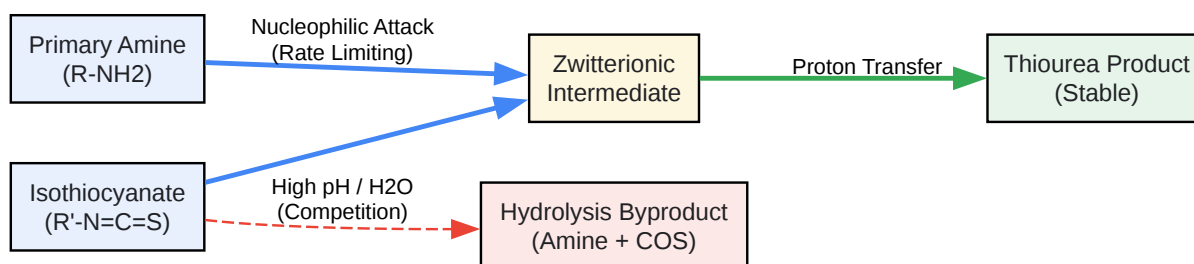 Primary Amine
(R-NH2)
Nucleophilic Attack
(Rate Limiting)
Zwitterionic
Intermediate
Proton Transfer
Thiourea Product
(Stable)
Isothiocyanate
(R'-N=C=S)
High pH / H2O
(Competition)
Hydrolysis Byproduct
(Amine + COS)